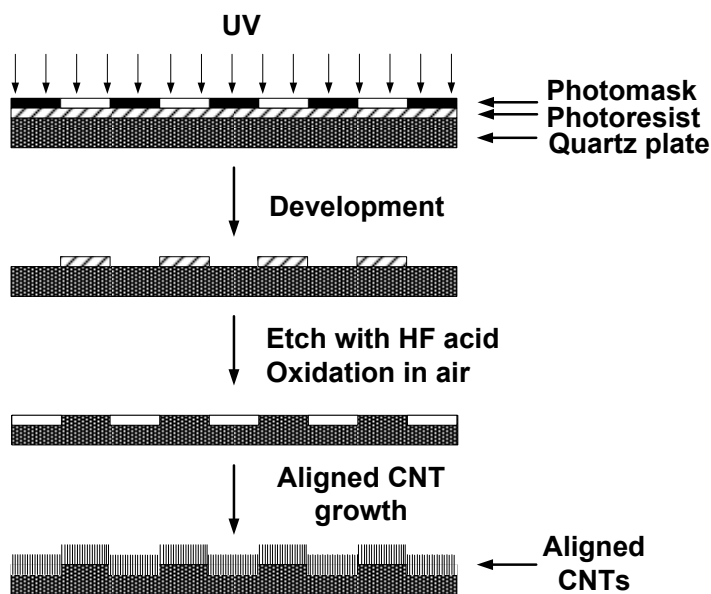 UV
Photomask
Photoresist
Quartz plate
Development
Etch with HF acid
Oxidation in air
Aligned CNT
growth
Aligned
CNTs